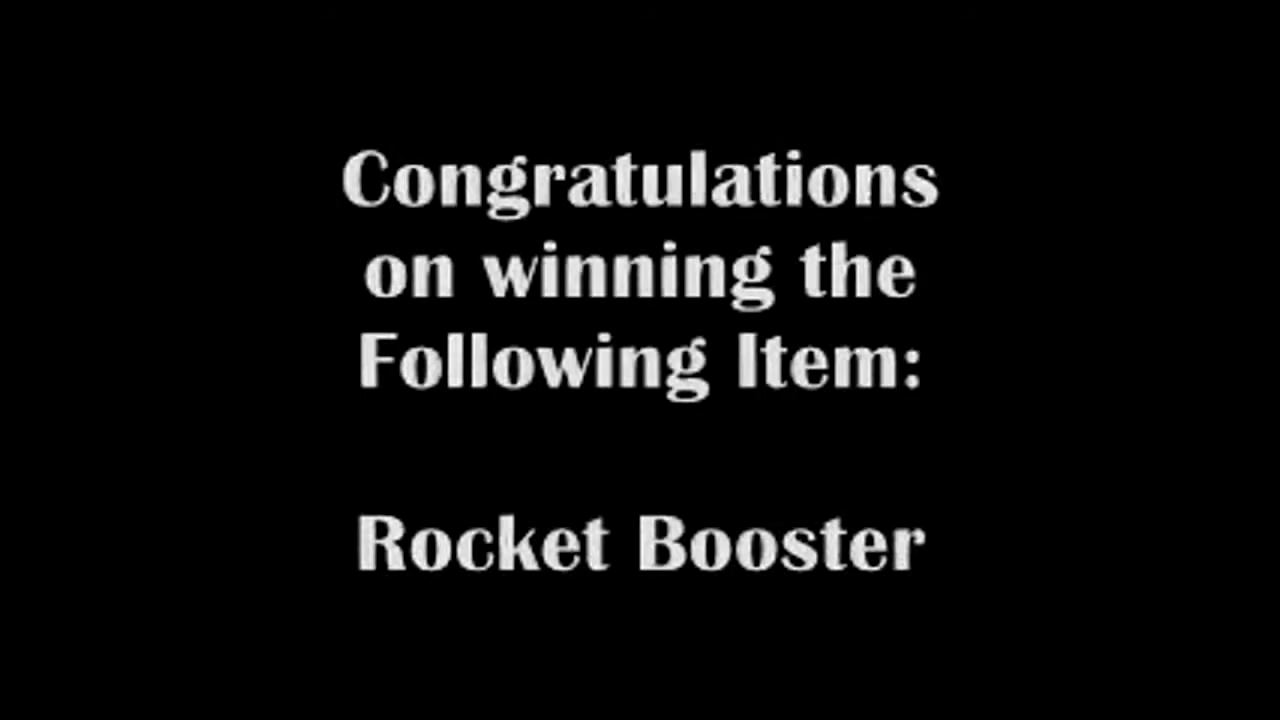 Congratulations
on winning the
Following Item:
Rocket Booster